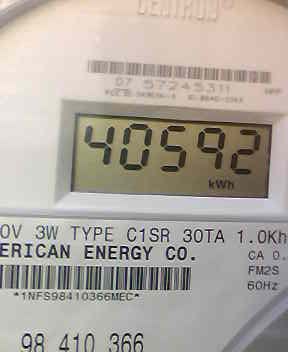 CENTRON®
07 57245311
40592
kWh
0V 3W TYPE C1SR 30TA 1.0Kh
ERICAN ENERGY CO. CA 0.
FM2S
*1NFS98410366MEC* 60Hz
98 410 366